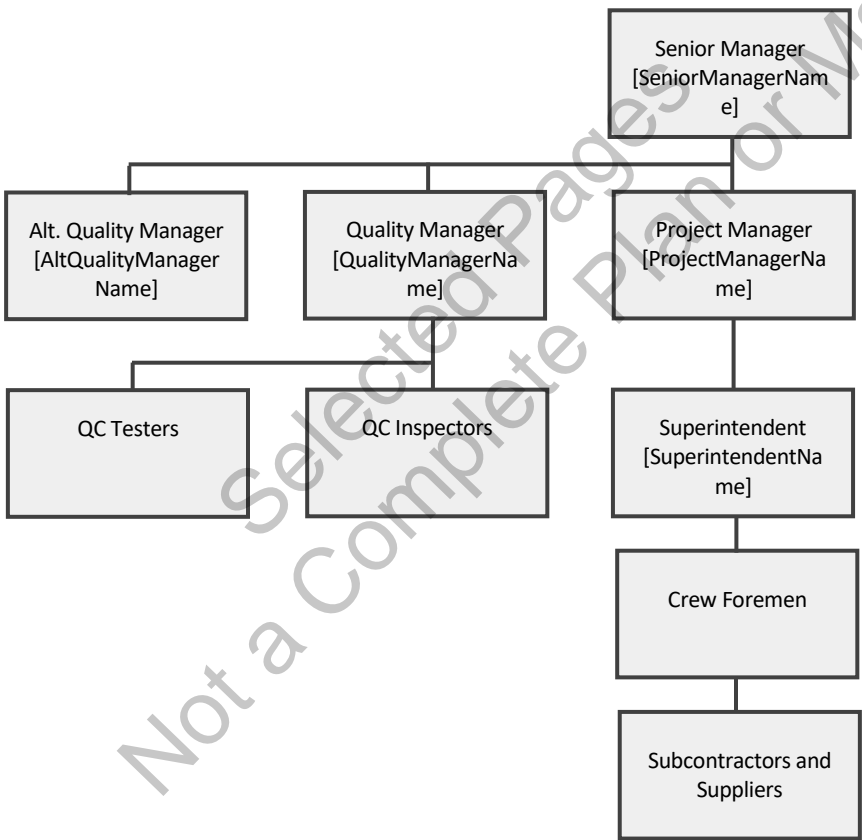 Senior Manager
[SeniorManagerNam
e]
Alt. Quality Manager
[AltQualityManager
Name]
Quality Manager
[QualityManagerNa
me]
Project Manager
[ProjectManagerNa
me]
QC Testers
QC Inspectors
Superintendent
[SuperintendentNa
me]
Crew Foremen
Subcontractors and
Suppliers
Selected Pages
Not a Complete Plan or